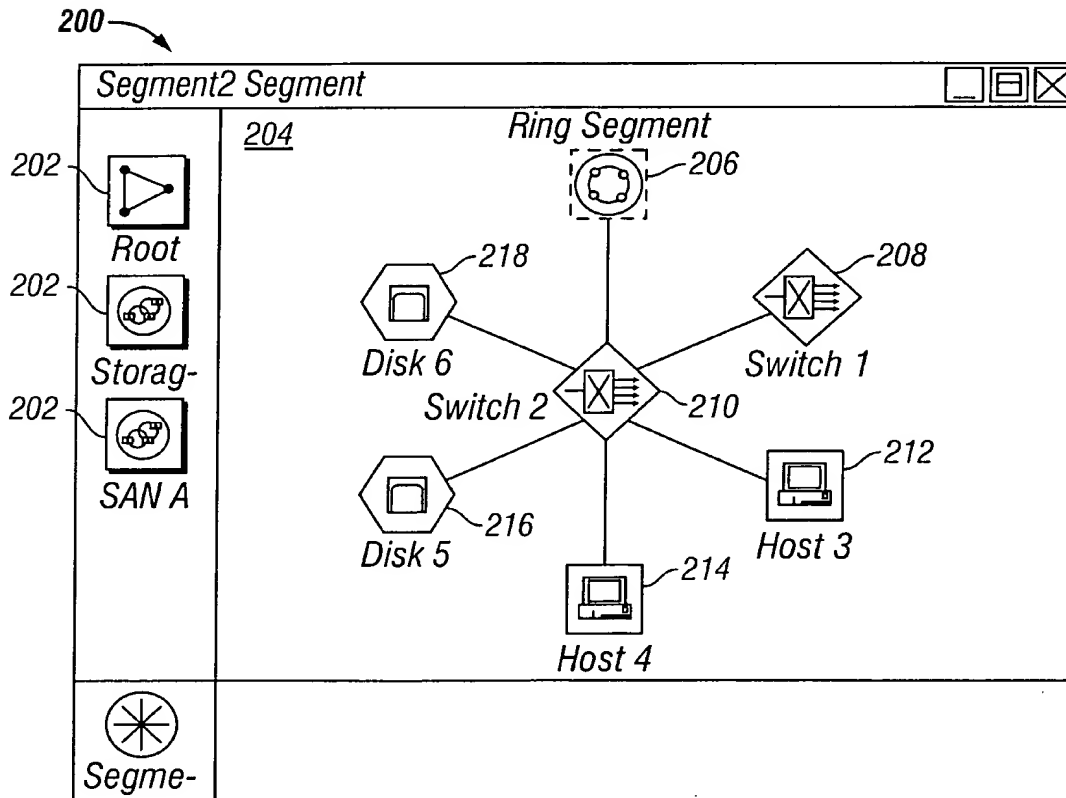 200
Segment2 Segment
204
Ring Segment
202
206
Root
218
208
202
Disk 6
Switch 1
Storag-
Switch 2
210
202
212
SAN A
216
Disk 5
Host 3
214
Host 4
Segme-